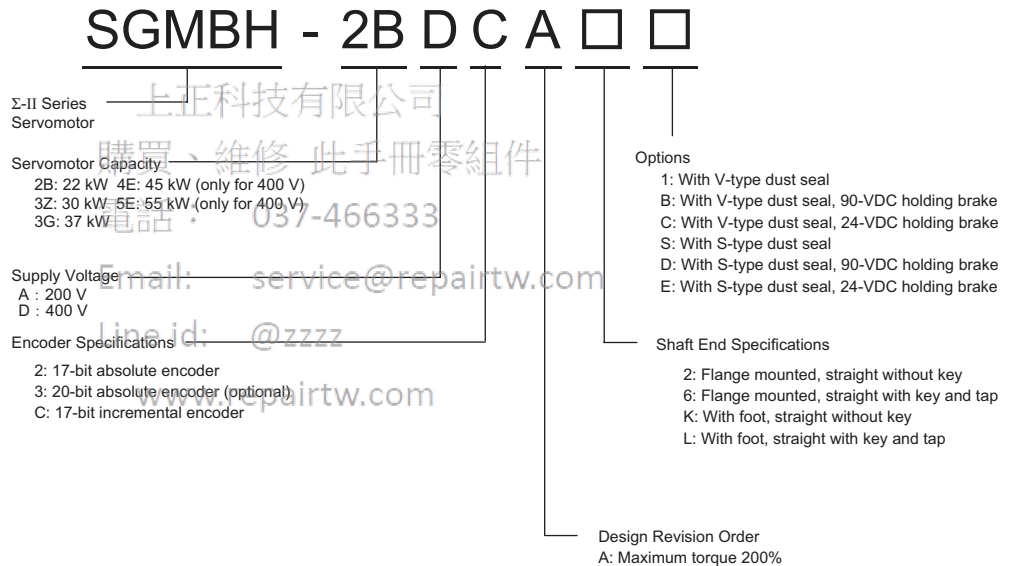 SGMBH - 2B D C A □ □
Σ-II Series
Servomotor
上正科技有限公司
Servomotor Capacity
購買、維修 此手冊零組件
2B: 22 kW 4E: 45 kW (only for 400 V)
3Z: 30 kW 5E: 55 kW (only for 400 V)
3G: 37 kW
電話： 037-466333
Supply Voltage
Email: service@repairtw.com
A : 200 V
D : 400 V
Line id: @zzzz
Encoder Specifications
2: 17-bit absolute encoder
3: 20-bit absolute encoder (optional)
C: 17-bit incremental encoder
www.repairtw.com
Options
1: With V-type dust seal
B: With V-type dust seal, 90-VDC holding brake
C: With V-type dust seal, 24-VDC holding brake
S: With S-type dust seal
D: With S-type dust seal, 90-VDC holding brake
E: With S-type dust seal, 24-VDC holding brake
Shaft End Specifications
2: Flange mounted, straight without key
6: Flange mounted, straight with key and tap
K: With foot, straight without key
L: With foot, straight with key and tap
Design Revision Order
A: Maximum torque 200%